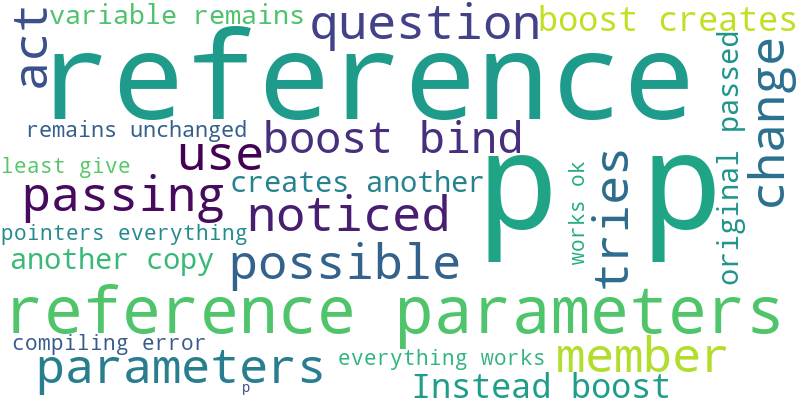 variable remains
act
question
boost creates
reference
remains unchanged
boost bind
use
least give
passing
creates another
noticed
pointers everything
another copy
possible
p p
works ok
tries
original passed
change
reference parameters
compiling error
parameters
everything works
member
p
Instead boost